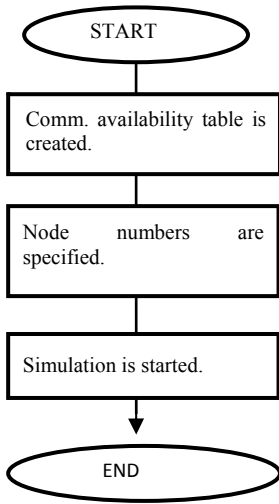 START
Comm. availability table is
created.
Node numbers are
specified.
Simulation is started.
END